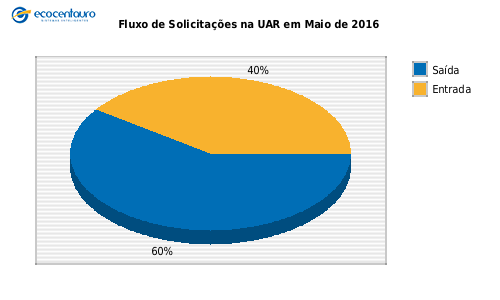 ecocentauro
Fluxo de Solicitações na UAR em Maio de 2016
40%
Saída
Entrada
60%